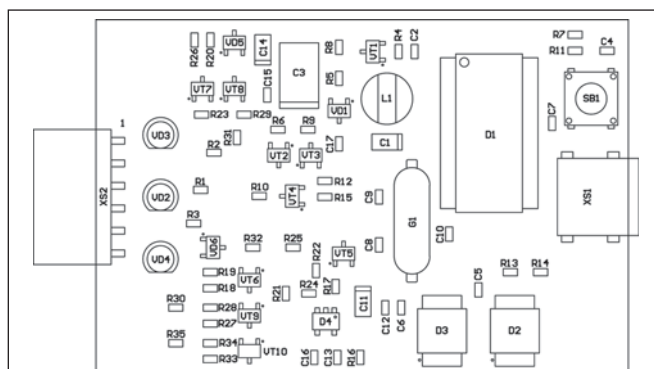 R26
R20
VD5
C14
C3
R8
VT1
R4
C2
R7
R11
C4
VT7
VT8
C15
R5
L1
D1
SB1
VD1
R23
R29
C7
1
VD3
R31
R6
R9
C17
C1
R2
VT2
VT3
XS2
VD2
R1
R10
VT4
R12
R15
C9
G1
XS1
R3
VD6
R32
R25
C8
C10
VD4
R22
VT5
R19
R18
VT6
R21
R24
R17
R13
R14
C5
R30
R28
R27
VT9
D4
C11
C12
C6
D3
D2
R35
R34
R33
VT10
C16
C13
R16